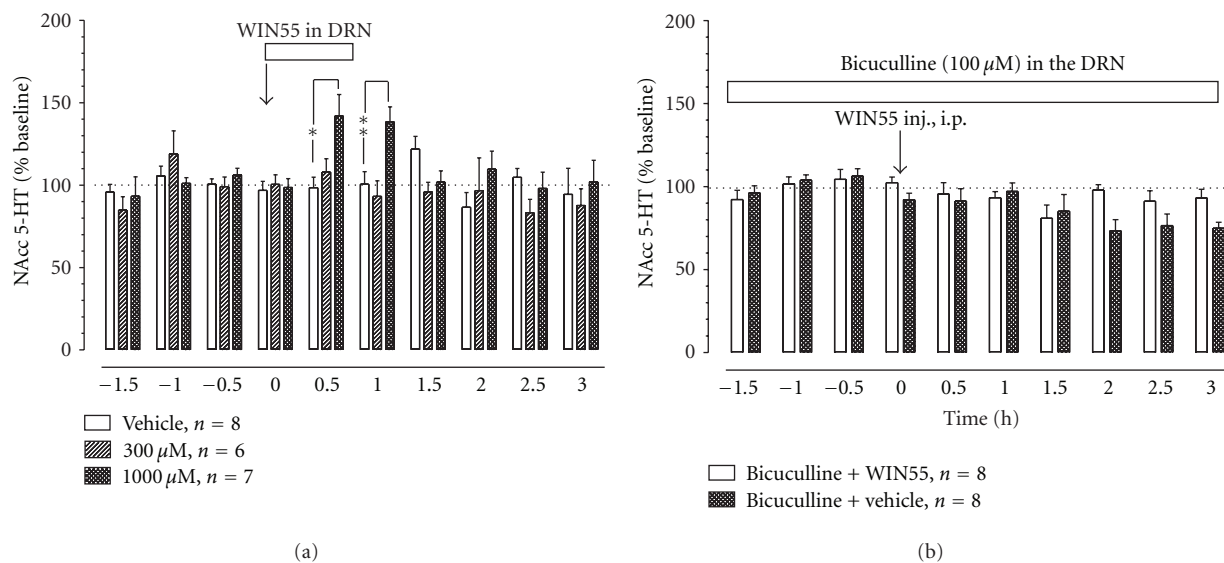 200
150
100
50
0
NAcc 5-HT (% baseline)
WIN55 in DRN
*
**
−1.5 −1 −0.5 0 0.5 1 1.5 2 2.5 3
Vehicle, n = 8
300 μM, n = 6
1000 μM, n = 7
(a)
200
150
100
50
0
NAcc 5-HT (% baseline)
Bicuculline (100 μM) in the DRN
WIN55 inj., i.p.
−1.5 −1 −0.5 0 0.5 1 1.5 2 2.5 3
Time (h)
Bicuculline + WIN55, n = 8
Bicuculline + vehicle, n = 8
(b)